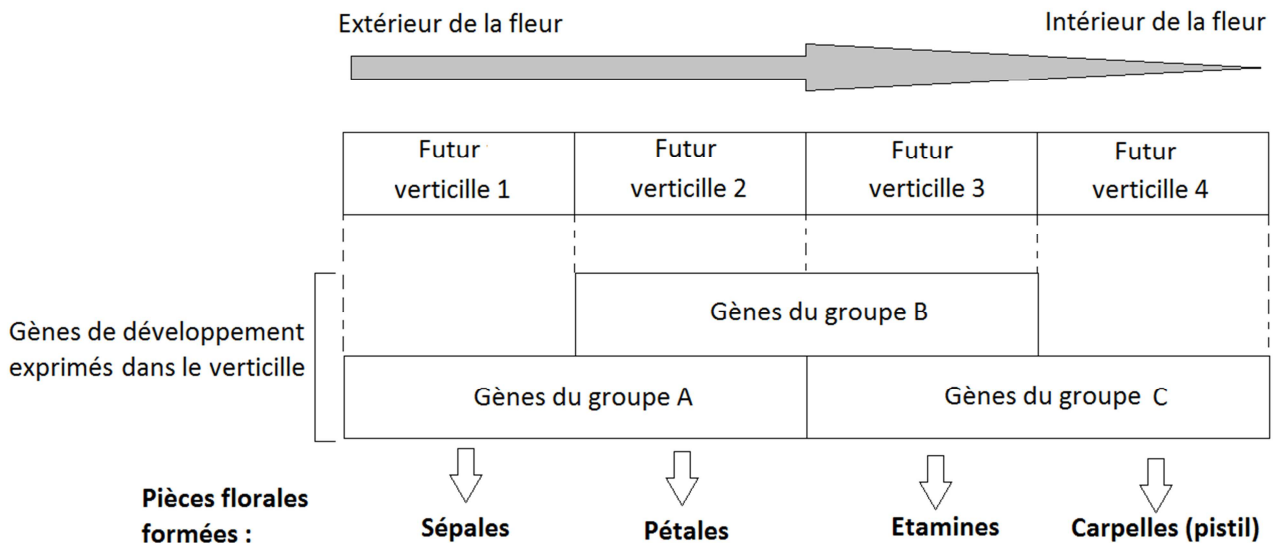 Extérieur de la fleur
Intérieur de la fleur
Futur
verticille 1
Futur
verticille 2
Futur
verticille 3
Futur
verticille 4
Gènes de développement
exprimés dans le verticille
Gènes du groupe B
Gènes du groupe A
Gènes du groupe C
Pièces florales
formées :
Sépales
Pétales
Etamines
Carpelles (pistil)